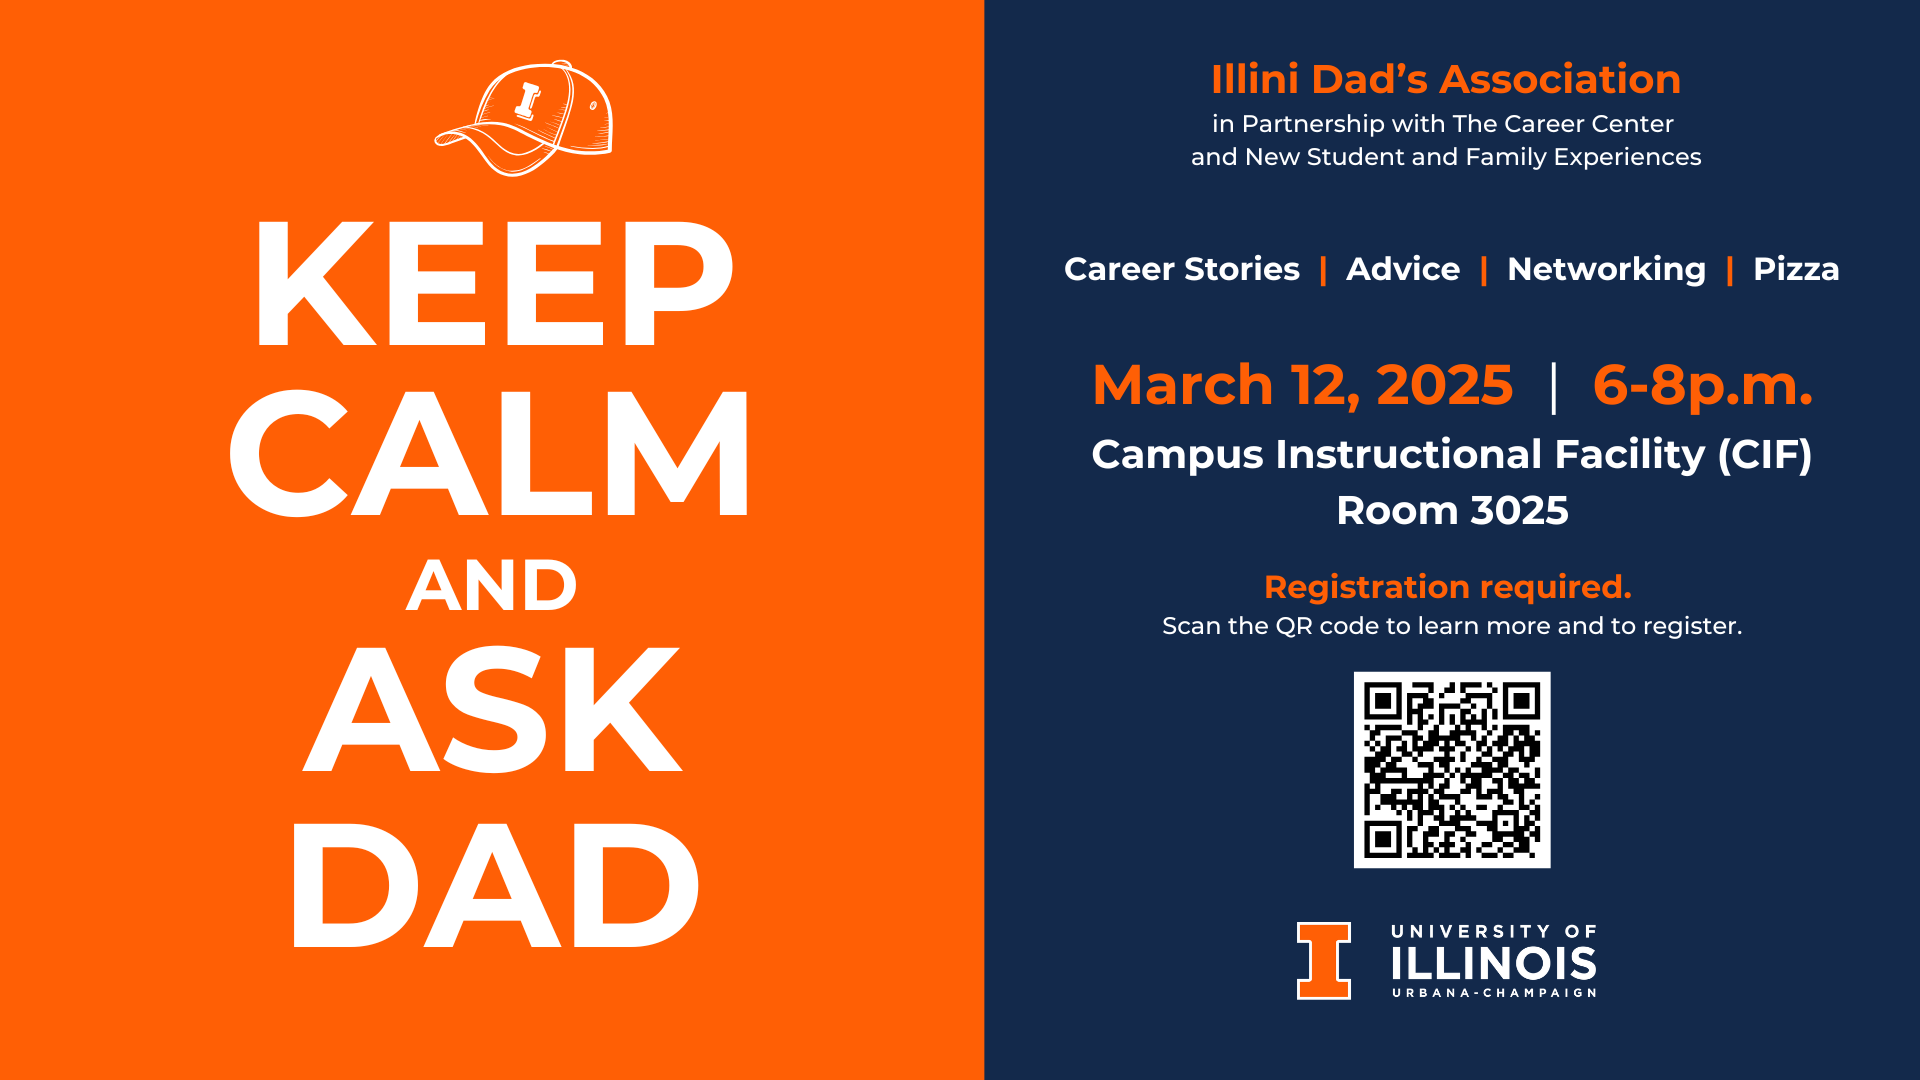 I
KEEP
CALM
AND
ASK
DAD
Illini Dad’s Association
in Partnership with The Career Center
and New Student and Family Experiences
Career Stories | Advice | Networking | Pizza
March 12, 2025 | 6-8p.m.
Campus Instructional Facility (CIF)
Room 3025
Registration required.
Scan the QR code to learn more and to register.
I
UNIVERSITY OF
ILLINOIS
URBANA-CHAMPAIGN